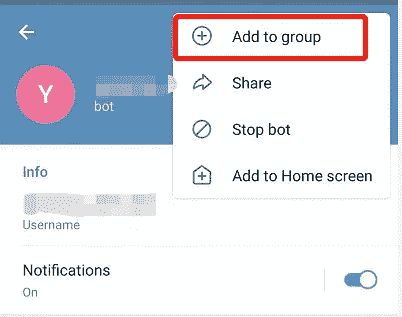 Add to group
Y
bot
Share
Stop bot
Add to Home screen
Info
Username
Notifications
On